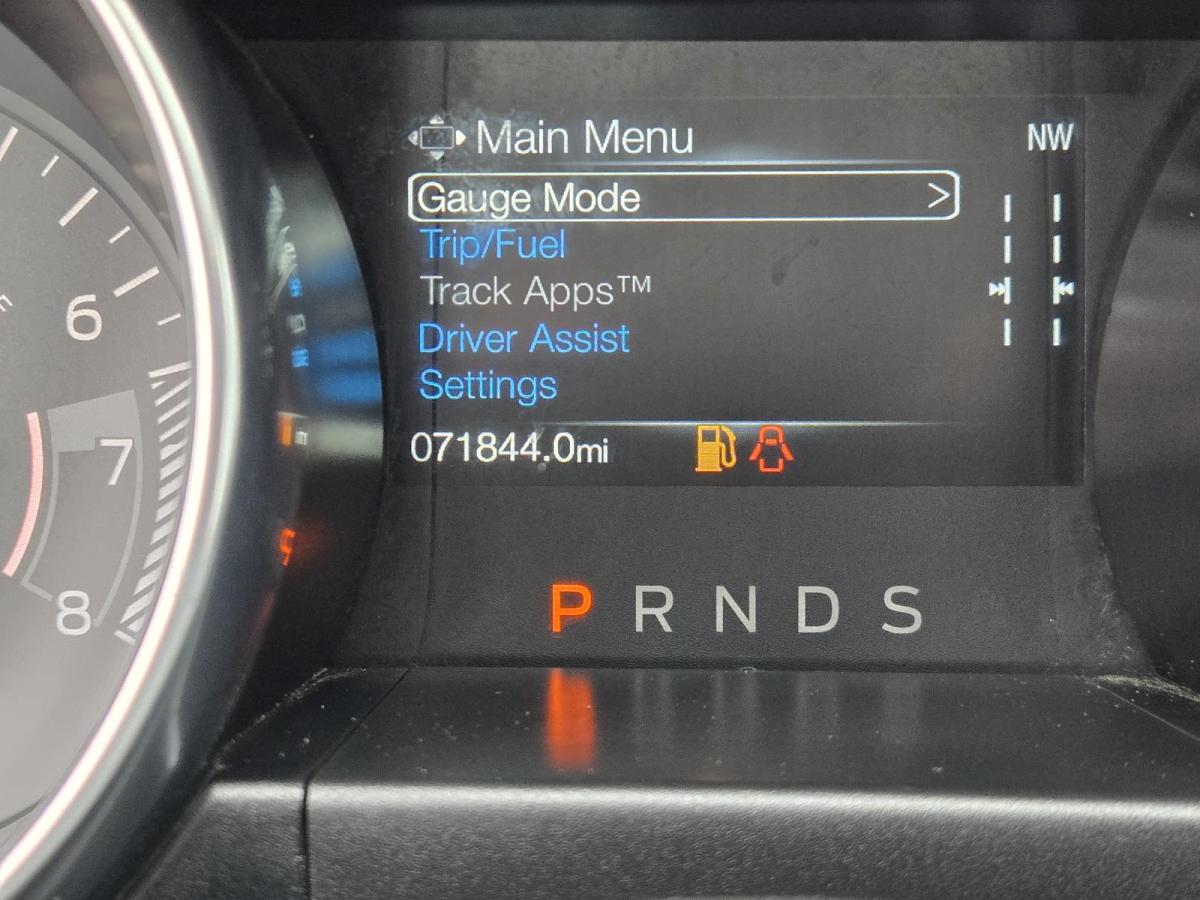 Main Menu
NW
Gauge Mode >
Trip/Fuel
Track Apps™
Driver Assist
Settings
071844.0mi
6
7
8
P R N D S